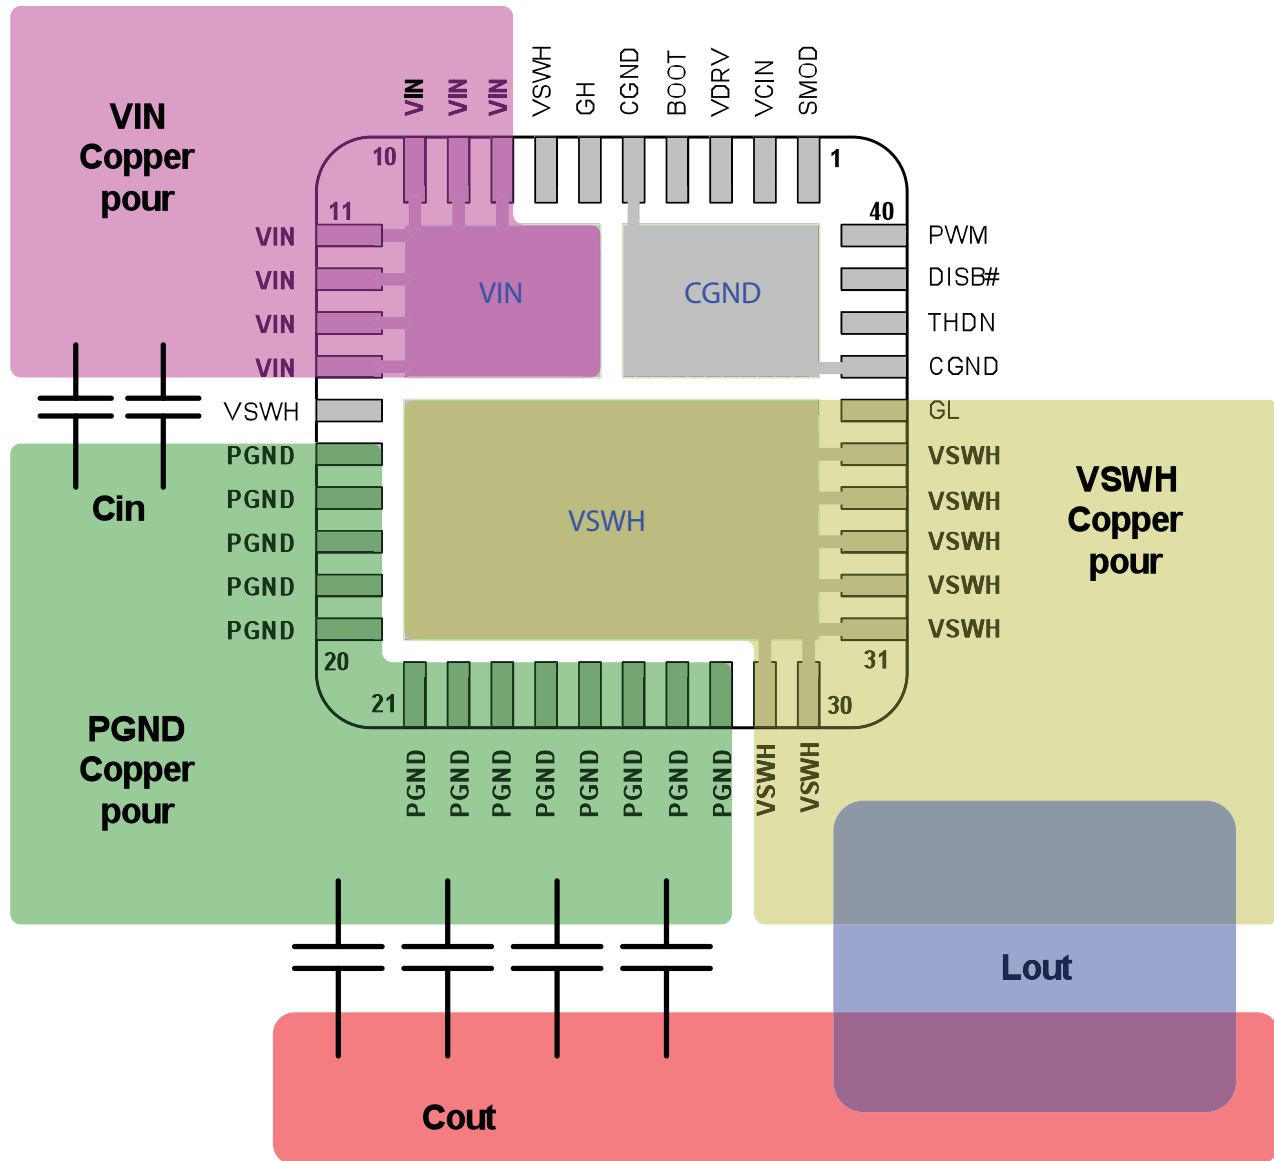 VIN
Copper
pour
VIN
VIN
VIN
VSWH
GH
CGND
BOOT
VDRV
VCIN
SMOD
10
1
11
40
VIN
VIN
VIN
VIN
VSWH
PGND
PGND
PGND
PGND
PGND
VIN
CGND
VSWH
PWM
DISB#
THDN
CGND
GL
VSWH
VSWH
VSWH
VSWH
VSWH
VSWH
Copper
pour
Cin
20
31
21
30
PGND
PGND
PGND
PGND
PGND
PGND
PGND
PGND
VSWH
VSWH
PGND
Copper
pour
Lout
Cout